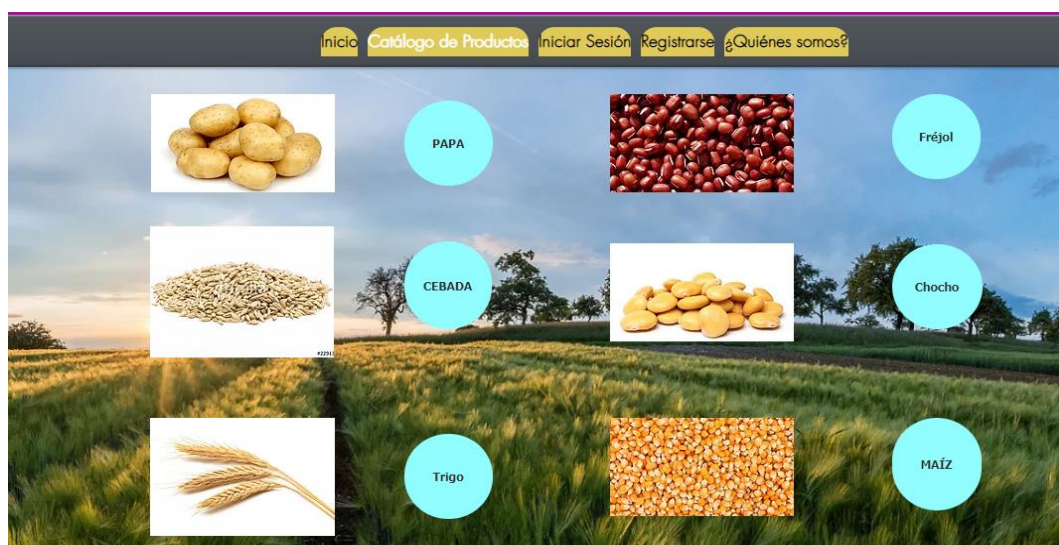 Inicio Catálogo de Productos Iniciar Sesión Registrarse ¿Quiénes somos?
PAPA
Fréjol
CEBADA
Chocho
Trigo
MAÍZ